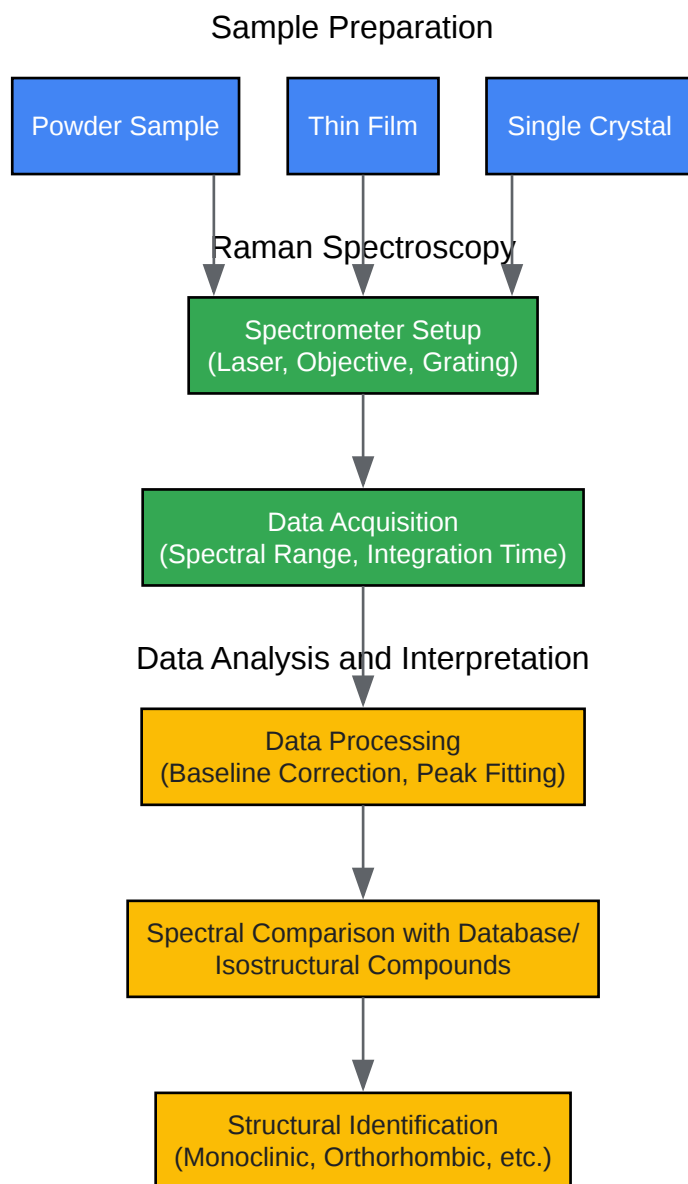 Sample Preparation
Powder Sample
Thin Film
Single Crystal
Raman Spectroscopy
Spectrometer Setup
(Laser, Objective, Grating)
Data Acquisition
(Spectral Range, Integration Time)
Data Analysis and Interpretation
Data Processing
(Baseline Correction, Peak Fitting)
Spectral Comparison with Database/
Isostructural Compounds
Structural Identification
(Monoclinic, Orthorhombic, etc.)